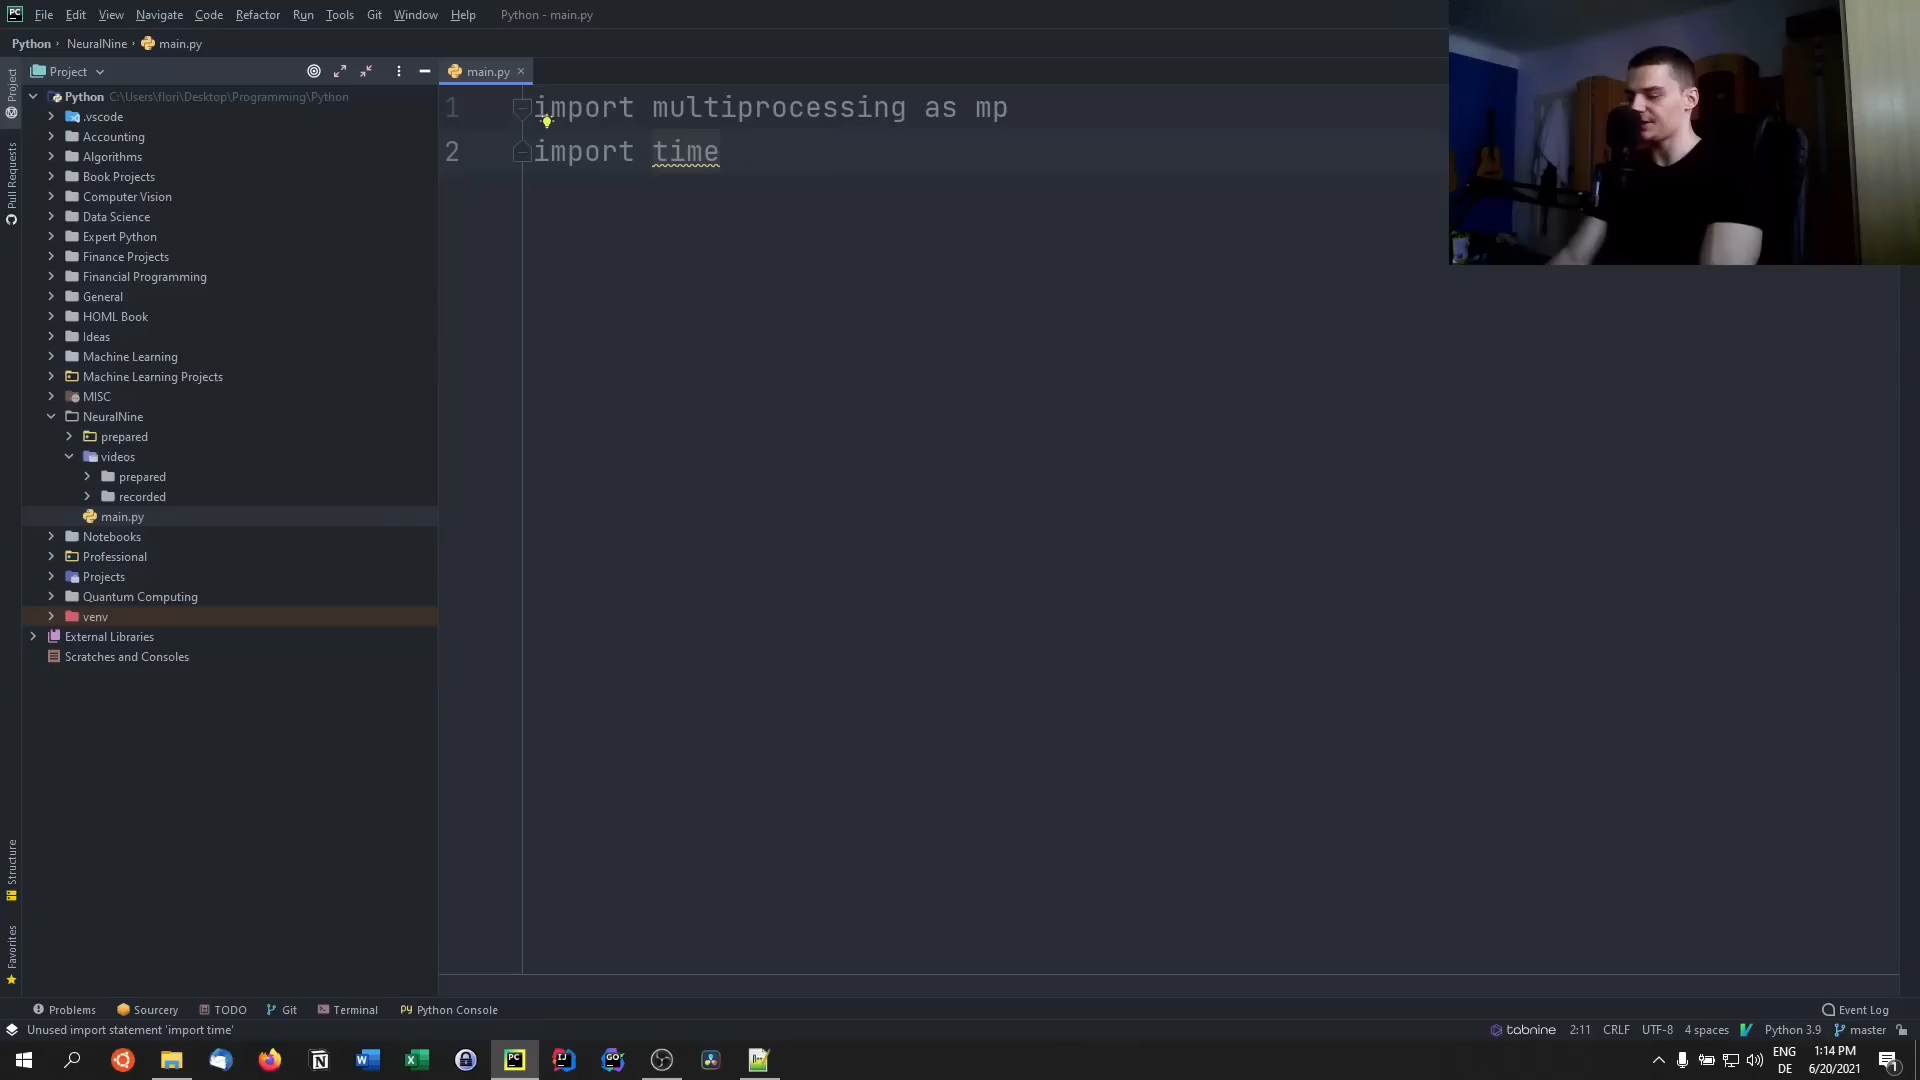 PC File Edit View Navigate Code Refactor Run Tools Git Window Help Python - main.py
Python NeuralNine main.py
Project
main.py
Project
Pull Requests
Structure
Favorites
Python C:\Users\flori\Desktop\Programming\Python
.vscode
Accounting
Algorithms
Book Projects
Computer Vision
Data Science
Expert Python
Finance Projects
Financial Programming
General
HOML Book
Ideas
Machine Learning
Machine Learning Projects
MISC
NeuralNine
prepared
videos
prepared
recorded
main.py
Notebooks
Professional
Projects
Quantum Computing
venv
External Libraries
Scratches and Consoles
1 import multiprocessing as mp
2 import time
Problems Sourcery TODO Git Terminal Python Console Event Log
Unused import statement 'import time' tabnine 2:11 CRLF UTF-8 4 spaces Python 3.9 master
ENG 1:14 PM
DE 6/20/2021